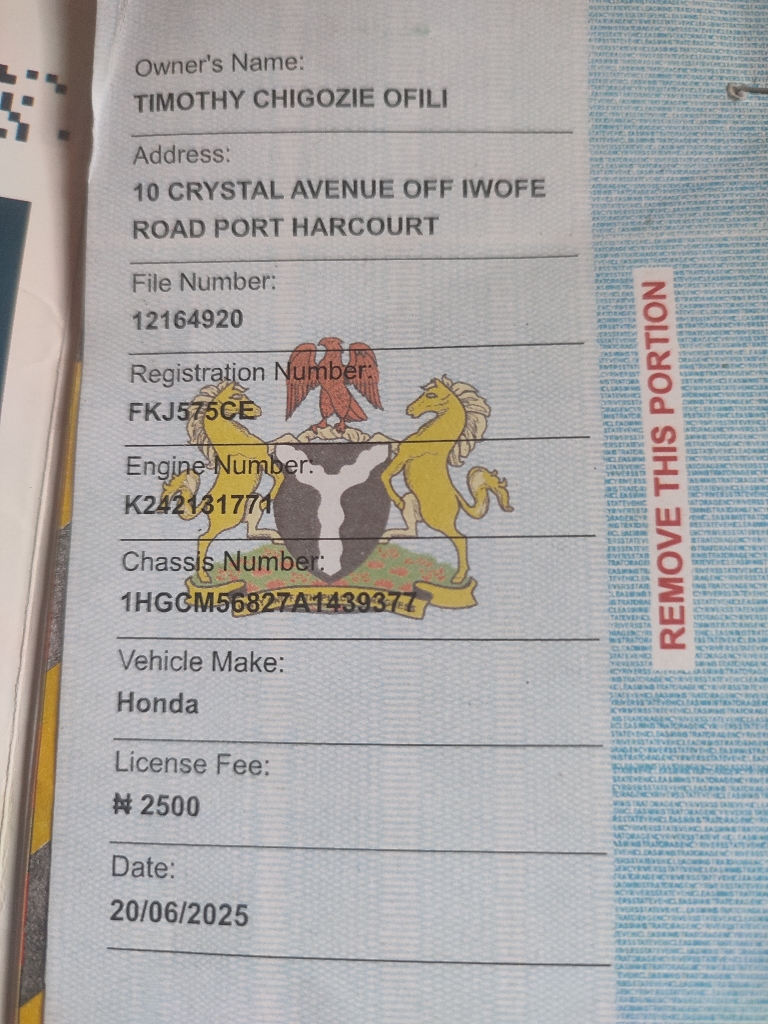 Owner's Name:
TIMOTHY CHIGOZIE OFILI
Address:
10 CRYSTAL AVENUE OFF IWOFE
ROAD PORT HARCOURT
File Number:
12164920
Registration Number:
FKJ575CE
Engine Number:
K242131771
Chassis Number:
1HGCM56827A1439377
Vehicle Make:
Honda
License Fee:
₦ 2500
Date:
20/06/2025
REMOVE THIS PORTION